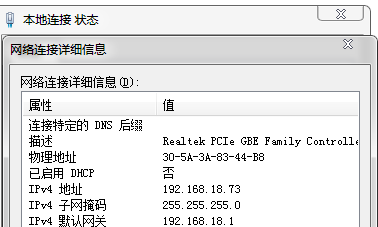 本地连接 状态
网络连接详细信息
网络连接详细信息(D):
属性 值
连接特定的 DNS 后缀
描述 Realtek PCIe GBE Family Controlle
物理地址 30-5A-3A-83-44-B8
已启用 DHCP 否
IPv4 地址 192.168.18.73
IPv4 子网掩码 255.255.255.0
IPv4 默认网关 192.168.18.1